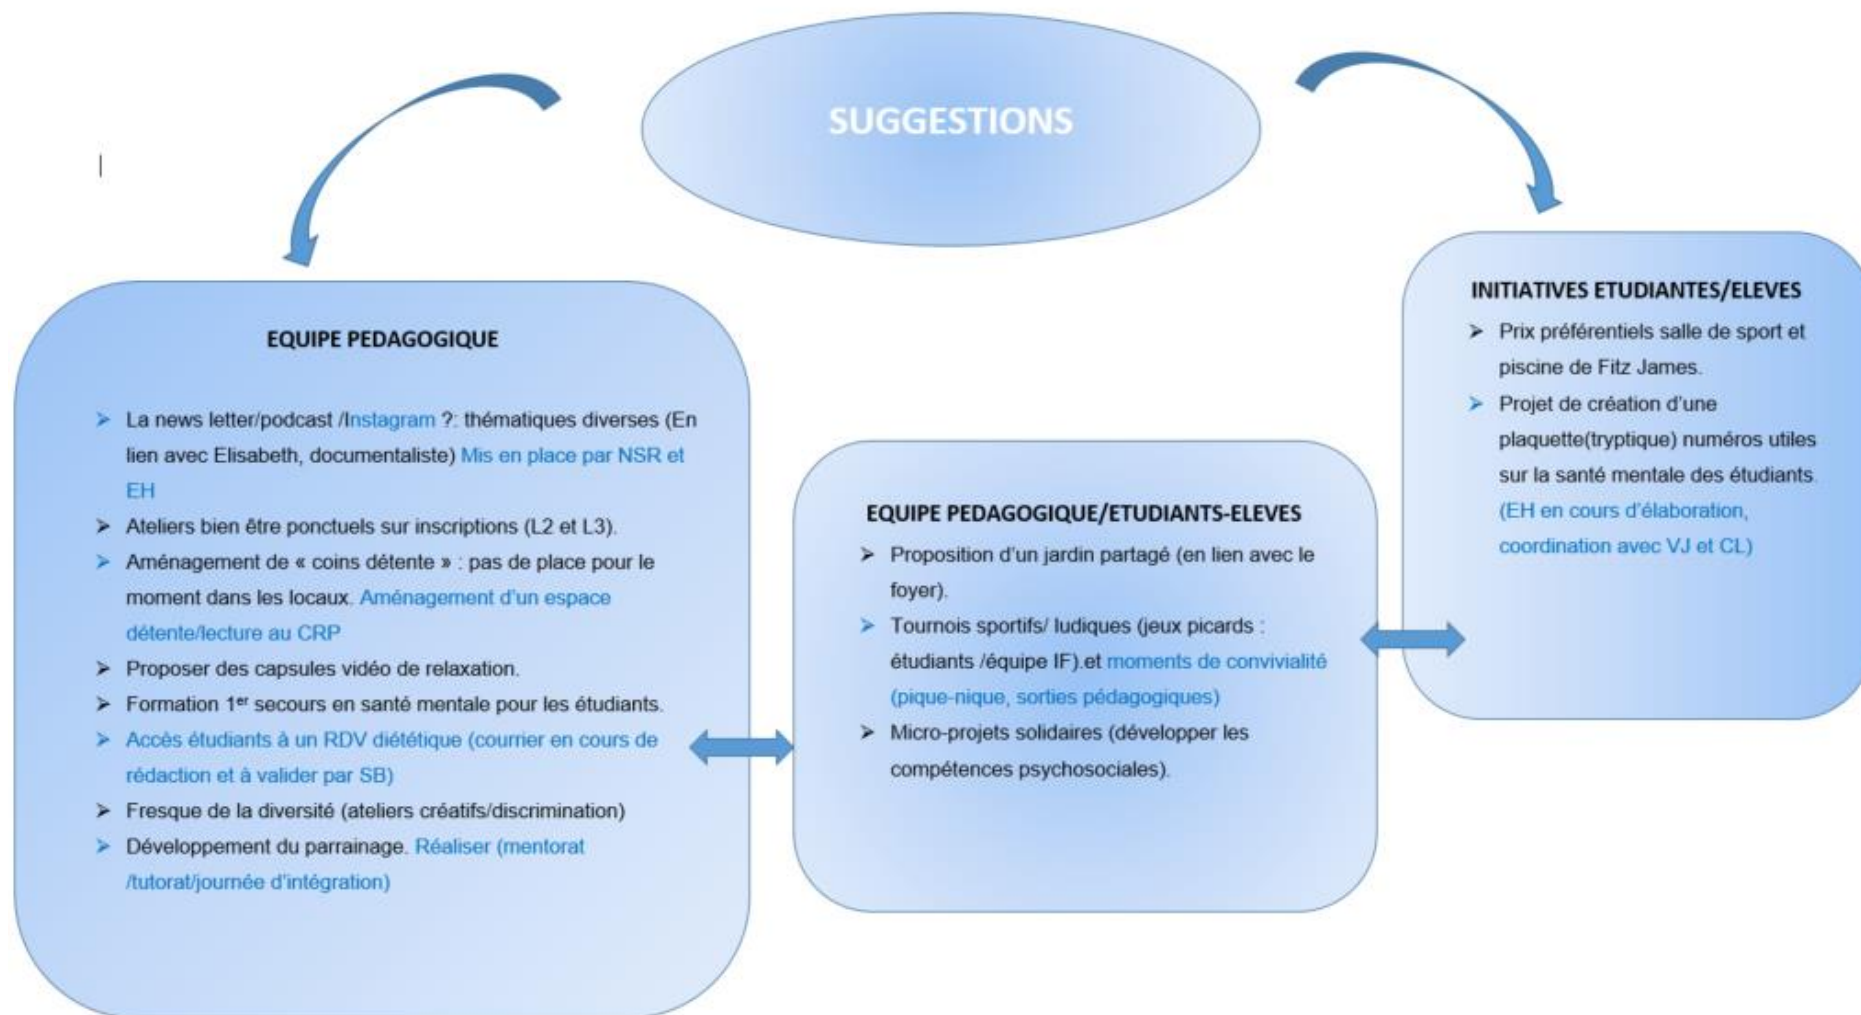 SUGGESTIONS
EQUIPE PEDAGOGIQUE
➢ La news letter/podcast /Instagram ?: thématiques diverses (En
lien avec Elisabeth, documentaliste) Mis en place par NSR et
EH
➢ Ateliers bien être ponctuels sur inscriptions (L2 et L3).
➢ Aménagement de « coins détente » : pas de place pour le
moment dans les locaux. Aménagement d'un espace
détente/lecture au CRP
➢ Proposer des capsules vidéo de relaxation.
➢ Formation 1er secours en santé mentale pour les étudiants.
➢ Accès étudiants à un RDV diététique (courrier en cours de
rédaction et à valider par SB)
➢ Fresque de la diversité (ateliers créatifs/discrimination)
➢ Développement du parrainage. Réaliser (mentorat
/tutorat/journée d'intégration)
EQUIPE PEDAGOGIQUE/ETUDIANTS-ELEVES
➢ Proposition d'un jardin partagé (en lien avec le
foyer).
➢ Tournois sportifs/ ludiques (jeux picards :
étudiants /équipe IF).et moments de convivialité
(pique-nique, sorties pédagogiques)
➢ Micro-projets solidaires (développer les
compétences psychosociales).
INITIATIVES ETUDIANTES/ELEVES
➢ Prix préférentiels salle de sport et
piscine de Fitz James.
➢ Projet de création d'une
plaquette(tryptique) numéros utiles
sur la santé mentale des étudiants.
(EH en cours d'élaboration,
coordination avec VJ et CL)